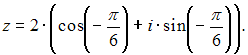 z = 2 · ( cos( − π/6 ) + i · sin( − π/6 ) ).